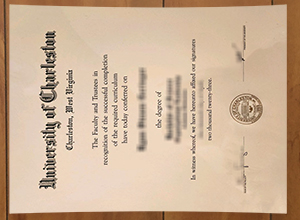 University of Charleston
Charleston, West Virginia
The Faculty and Trustees in
recognition of the successful completion
of the required curriculum
have today conferred on
the degree of
In witness whereof, we have hereunto affixed our signatures
two thousand twenty-three.